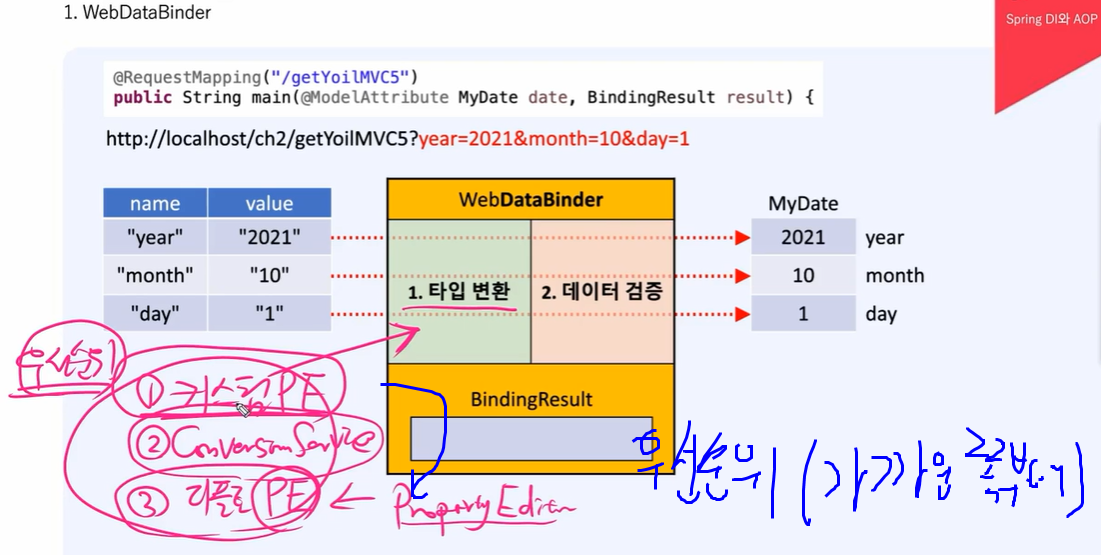 1. WebDataBinder
Spring DI와 AOP
@RequestMapping("/getYoilMVC5")
public String main(@ModelAttribute MyDate date, BindingResult result) {
http://localhost/ch2/getYoilMVC5?year=2021&month=10&day=1
name value
"year" "2021"
"month" "10"
"day" "1"
WebDataBinder
1. 타입 변환
2. 데이터 검증
BindingResult
MyDate
2021 year
10 month
1 day
우선순위
① 커스텀 PE
② ConversionService
③ 디폴트 PE ← PropertyEditor
우선순위 (가까운 쪽부터)